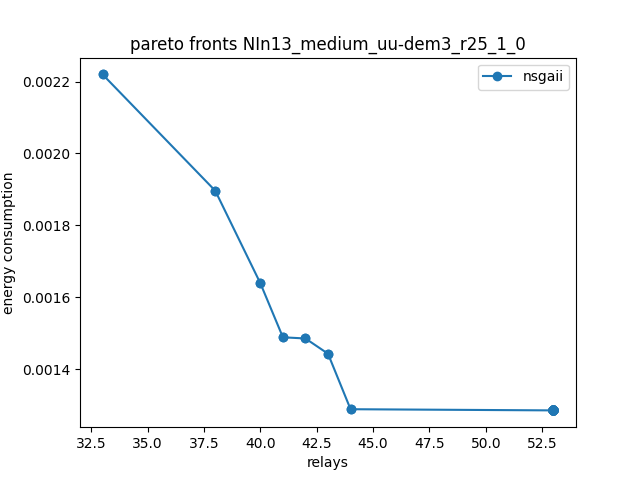 pareto fronts NIn13_medium_uu-dem3_r25_1_0
nsgaii
energy consumption
0.0022
0.0020
0.0018
0.0016
0.0014
32.5 35.0 37.5 40.0 42.5 45.0 47.5 50.0 52.5
relays